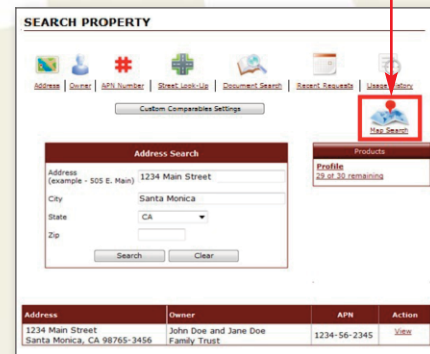 SEARCH PROPERTY
Address Owner APN Number Street Look-Up Document Search Recent Requests Usage History
Custom Comparables Settings
Map Search
Address Search
Address
(example - 505 E. Main) 1234 Main Street
City Santa Monica
State CA
Zip
Search Clear
Products
Profile
29 of 30 remaining
Address Owner APN Action
1234 Main Street John Doe and Jane Doe 1234-56-2345 View
Santa Monica, CA 98765-3456 Family Trust